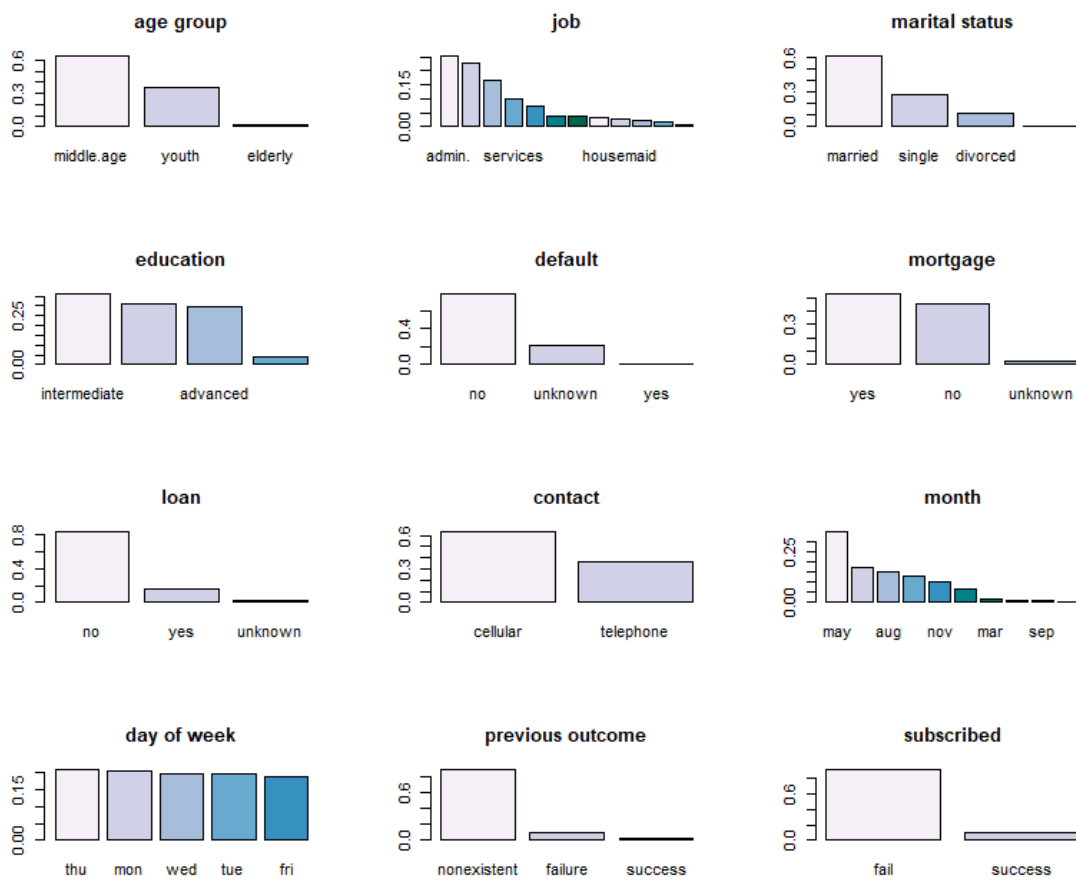 age group
0.0 0.3 0.6
middle.age youth elderly
job
0.00 0.15
admin. services housemaid
marital status
0.0 0.3 0.6
married single divorced
education
0.00 0.25
intermediate advanced
default
0.0 0.4
no unknown yes
mortgage
0.0 0.3
yes no unknown
loan
0.0 0.4 0.8
no yes unknown
contact
0.0 0.3 0.6
cellular telephone
month
0.00 0.25
may aug nov mar sep
day of week
0.00 0.15
thu mon wed tue fri
previous outcome
0.0 0.6
nonexistent failure success
subscribed
0.0 0.6
fail success